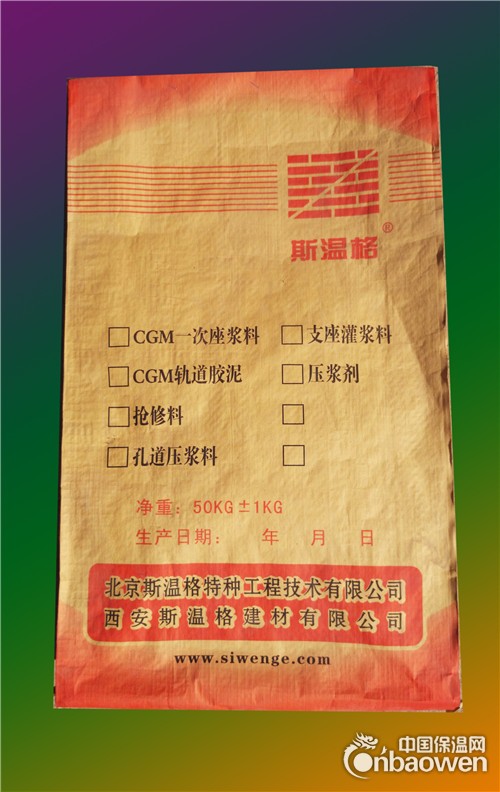 斯温格®
□CGM一次座浆料 □支座灌浆料
□CGM轨道胶泥 □压浆剂
□抢修料 □
□孔道压浆料 □
净重：50KG±1KG
生产日期： 年 月 日
北京斯温格特种工程技术有限公司
西安斯温格建材有限公司
www.siwenge.com
中国保温网
cnbaowen